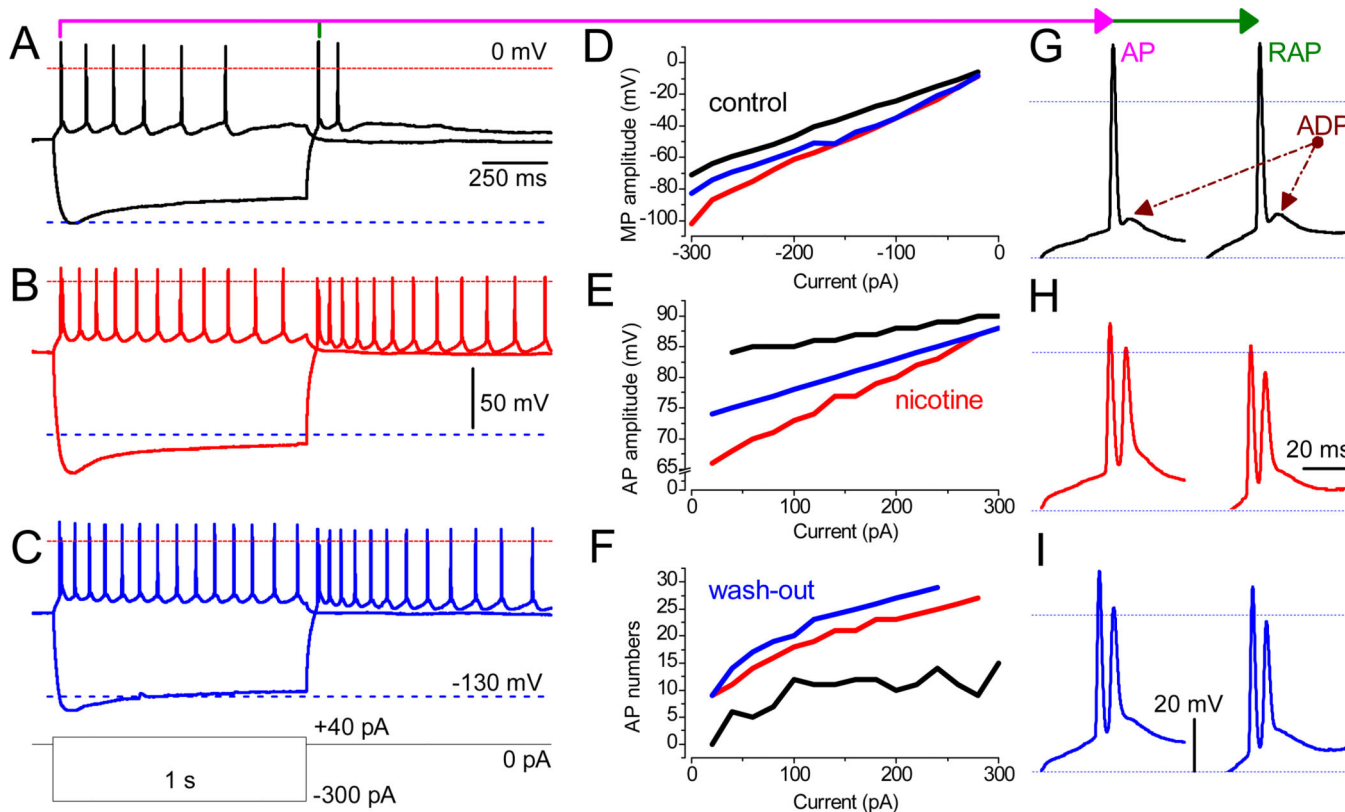 A
0 mV
250 ms
B
50 mV
C
-130 mV
+40 pA
0 pA
1 s
-300 pA
D
control
MP amplitude (mV)
0
-20
-40
-60
-80
-100
-300
-200
-100
0
Current (pA)
E
nicotine
AP amplitude (mV)
90
85
80
75
70
65
0
0
100
200
300
Current (pA)
F
wash-out
AP numbers
30
25
20
15
10
5
0
0
100
200
300
Current (pA)
G
AP
RAP
ADP
H
20 ms
I
20 mV